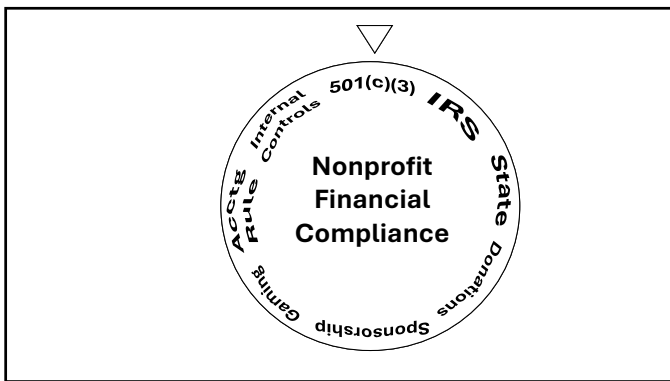 501(c)(3)
IRS
State
Donations
Sponsorship
Gaming
Acctg
Rule
Internal
Controls
Nonprofit
Financial
Compliance